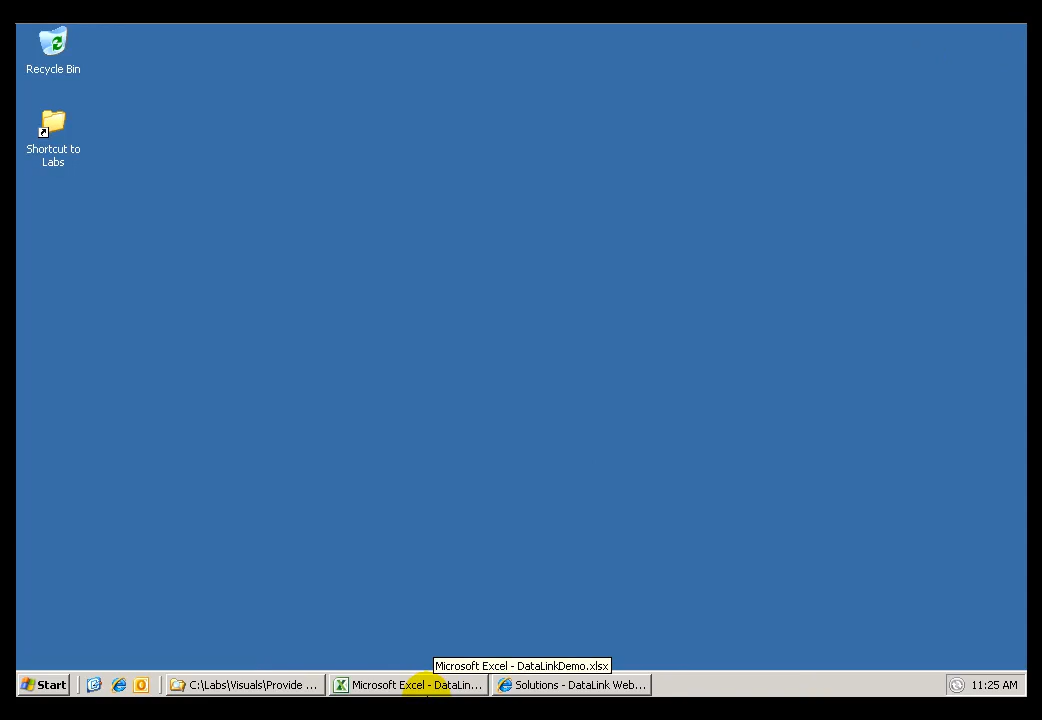 Recycle Bin
Shortcut to
Labs
Microsoft Excel - DataLinkDemo.xlsx
Start
C:\Labs\Visuals\Provide ...
Microsoft Excel - DataLin...
Solutions - DataLink Web...
11:25 AM